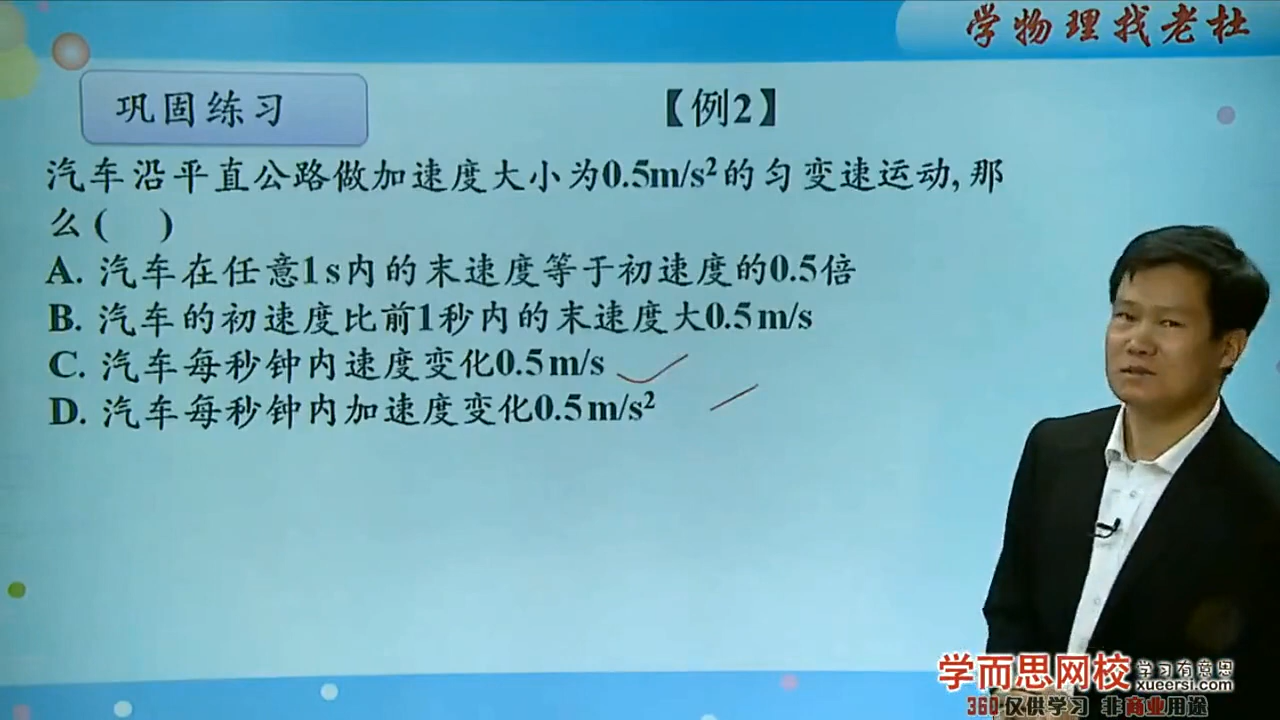 学物理找老杜
巩固练习
【例2】
汽车沿平直公路做加速度大小为0.5m/s²的匀变速运动,那
么( )
A. 汽车在任意1s内的末速度等于初速度的0.5倍
B. 汽车的初速度比前1秒内的末速度大0.5m/s
C. 汽车每秒钟内速度变化0.5m/s
D. 汽车每秒钟内加速度变化0.5m/s²
学而思网校 学习有意思
xueersi.com
360仅供学习 非商业用途